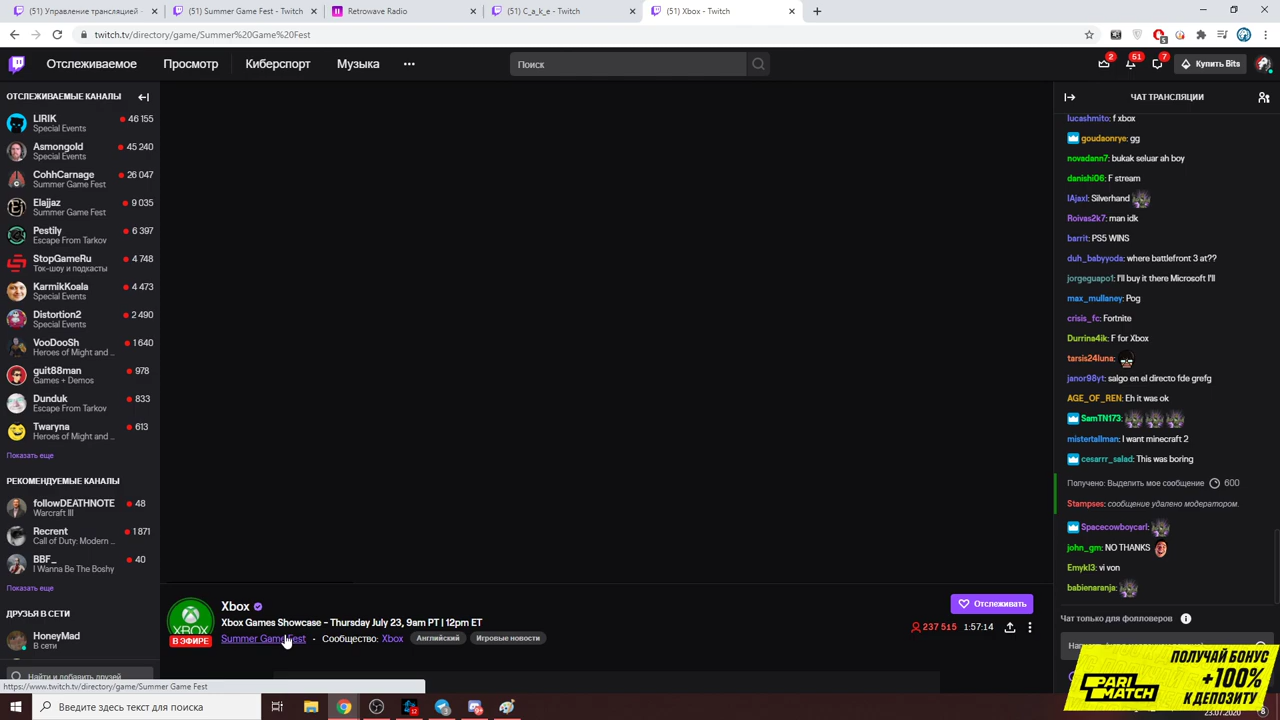 (51) Управление трансляцией -
(51) Summer Game Fest - Twitch
Retrowave Radio
(51) C_a_k_e - Twitch
(51) Xbox - Twitch
twitch.tv/directory/game/Summer%20Game%20Fest
Отслеживаемое
Просмотр
Киберспорт
Музыка
Поиск
2
51
7
Купить Bits
ОТСЛЕЖИВАЕМЫЕ КАНАЛЫ
LIRIK
46 155
Special Events
Asmongold
45 240
Special Events
CohhCarnage
26 047
Summer Game Fest
Elajjaz
9 035
Summer Game Fest
Pestily
6 397
Escape From Tarkov
StopGameRu
4 748
Ток-шоу и подкасты
KarmikKoala
4 473
Special Events
Distortion2
2 490
Special Events
VooDooSh
1 640
Heroes of Might and ...
guit88man
978
Games + Demos
Dunduk
833
Escape From Tarkov
Twaryna
613
Heroes of Might and ...
Показать еще
РЕКОМЕНДУЕМЫЕ КАНАЛЫ
followDEATHNOTE
48
Warcraft III
Recrent
1 871
Call of Duty: Modern ...
BBF_
40
I Wanna Be The Boshy
Показать еще
ДРУЗЬЯ В СЕТИ
HoneyMad
В сети
Найти и добавить друзей
https://www.twitch.tv/directory/game/Summer Game Fest
XBOX
В ЭФИРЕ
Xbox
Xbox Games Showcase – Thursday July 23, 9am PT | 12pm ET
Summer Game Fest - Сообщество: Xbox
Английский
Игровые новости
Отслеживать
237 515
1:57:14
ЧАТ ТРАНСЛЯЦИИ
lucashmito: f xbox
goudaonrye: gg
novadann7: bukak seluar ah boy
danishi06: F stream
IAjaxI: Silverhand
Roivas2k7: man idk
barrit: PS5 WINS
duh_babyyoda: where battlefront 3 at??
jorgeguapo1: I'll buy it there Microsoft I'll
max_mullaney: Pog
crisis_fc: Fortnite
Durrina4ik: F for Xbox
tarsis24luna:
janor98yt: salgo en el directo fde grefg
AGE_OF_REN: Eh it was ok
SamTN173:
mistertallman: I want minecraft 2
cesarrr_salad: This was boring
Получено: Выделить мое сообщение 600
Stampses: сообщение удалено модератором.
Spacecowboycarl:
john_gm: NO THANKS
Emykl3: vi von
babienaranja:
Чат только для фолловеров
PARI MATCH
ПОЛУЧАЙ БОНУС
+100%
К ДЕПОЗИТУ
Введите здесь текст для поиска
23.07.2020